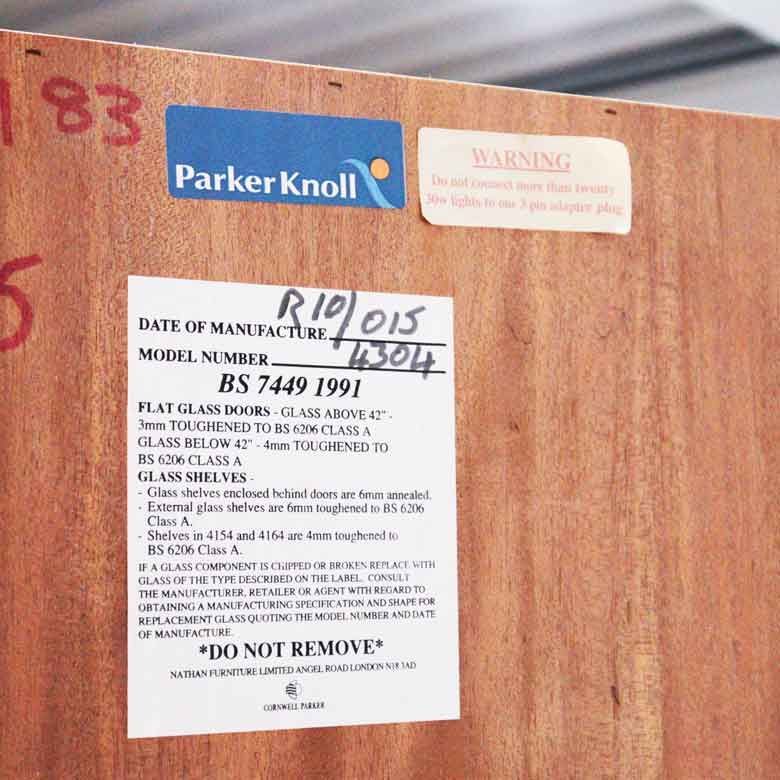 183
Parker Knoll
WARNING
Do not connect more than twenty
30w lights to one 3 pin adapter plug
5
R10/015
DATE OF MANUFACTURE
4304
MODEL NUMBER
BS 7449 1991
FLAT GLASS DOORS - GLASS ABOVE 42" -
3mm TOUGHENED TO BS 6206 CLASS A
GLASS BELOW 42" - 4mm TOUGHENED TO
BS 6206 CLASS A
GLASS SHELVES -
- Glass shelves enclosed behind doors are 6mm annealed.
- External glass shelves are 6mm toughened to BS 6206
Class A.
- Shelves in 4154 and 4164 are 4mm toughened to
BS 6206 Class A.
IF A GLASS COMPONENT IS CHIPPED OR BROKEN REPLACE WITH
GLASS OF THE TYPE DESCRIBED ON THE LABEL. CONSULT
THE MANUFACTURER, RETAILER OR AGENT WITH REGARD TO
OBTAINING A MANUFACTURING SPECIFICATION AND SHAPE FOR
REPLACEMENT GLASS QUOTING THE MODEL NUMBER AND DATE
OF MANUFACTURE.
*DO NOT REMOVE*
NATHAN FURNITURE LIMITED ANGEL ROAD LONDON N18 3AD
CORNWELL PARKER